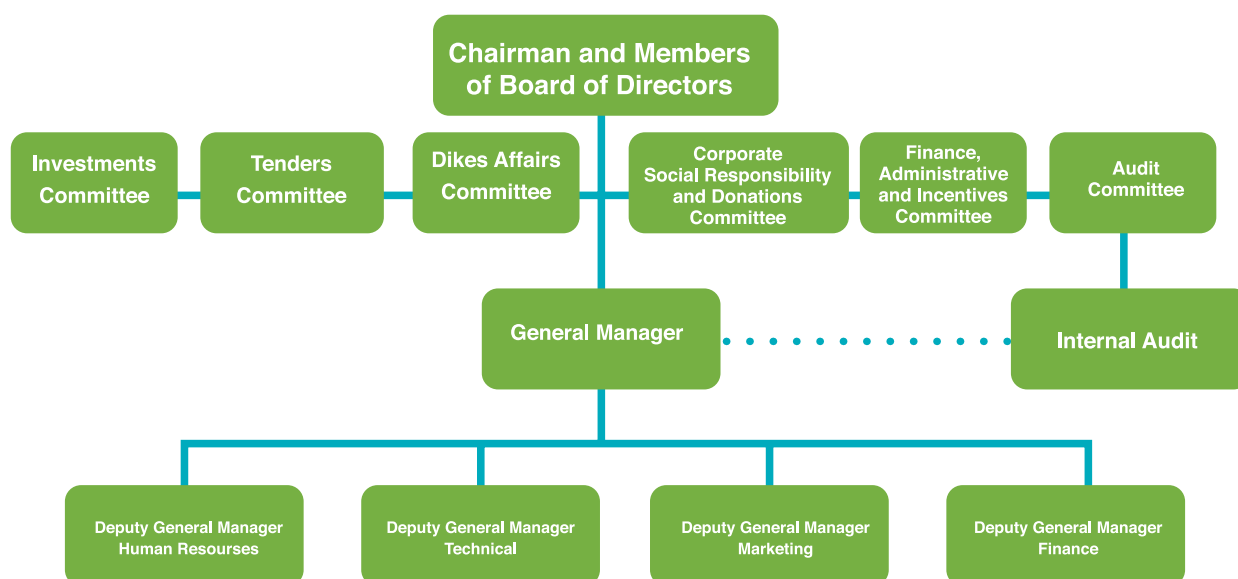 Chairman and Members
of Board of Directors
Investments
Committee
Tenders
Committee
Dikes Affairs
Committee
Corporate
Social Responsibility
and Donations
Committee
Finance,
Administrative
and Incentives
Committee
Audit
Committee
General Manager
Internal Audit
Deputy General Manager
Human Resourses
Deputy General Manager
Technical
Deputy General Manager
Marketing
Deputy General Manager
Finance